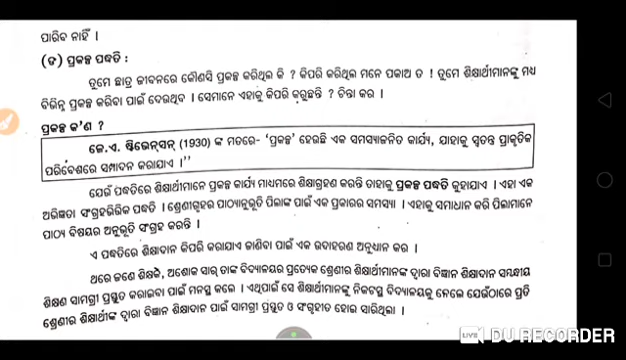 ପାରିବ ନାହିଁ ।
(ଙ) ପ୍ରକଳ୍ପ ପଦ୍ଧତି :
ତୁମେ ଛାତ୍ର ଜୀବନରେ କୌଣସି ପ୍ରକଳ୍ପ କରିଥିଲ କି ? କିପରି କରିଥିଲ ମନେ ପକାଅ ତ ! ତୁମେ ଶିକ୍ଷାର୍ଥୀମାନଙ୍କୁ ମଧ୍ୟ
ବିଭିନ୍ନ ପ୍ରକଳ୍ପ କରିବା ପାଇଁ ଦେଉଥିବ । ସେମାନେ ଏହାକୁ କିପରି କରୁଛନ୍ତି ? ଚିନ୍ତା କର ।
ପ୍ରକଳ୍ପ କ'ଣ ?
ଜେ.ଏ. ଷ୍ଟିଭେନ୍‌ସନ୍ (1930) ଙ୍କ ମତରେ- 'ପ୍ରକଳ୍ପ' ହେଉଛି ଏକ ସମସ୍ୟାଜନିତ କାର୍ଯ୍ୟ, ଯାହାକୁ ସ୍ୱତନ୍ତ୍ର ପ୍ରାକୃତିକ
ପରିବେଶରେ ସମ୍ପାଦନ କରାଯାଏ ।''
ଯେଉଁ ପଦ୍ଧତିରେ ଶିକ୍ଷାର୍ଥୀମାନେ ପ୍ରକଳ୍ପ କାର୍ଯ୍ୟ ମାଧ୍ୟମରେ ଶିକ୍ଷାଗ୍ରହଣ କରନ୍ତି ତାହାକୁ ପ୍ରକଳ୍ପ ପଦ୍ଧତି କୁହାଯାଏ । ଏହା ଏକ
ଅଭିଜ୍ଞତା ସଂଗ୍ରହଭିତ୍ତିକ ପଦ୍ଧତି । ଶ୍ରେଣୀଗୃହର ପାଠ୍ୟାନୁଭୂତି ପିଲାଙ୍କ ପାଇଁ ଏକ ପ୍ରକାରର ସମସ୍ୟା । ଏହାକୁ ସମାଧାନ କରି ପିଲାମାନେ
ପାଠ୍ୟ ବିଷୟର ଅନୁଭୂତି ସଂଗ୍ରହ କରନ୍ତି ।
ଏ ପଦ୍ଧତିରେ ଶିକ୍ଷାଦାନ କିପରି କରାଯାଏ ଜାଣିବା ପାଇଁ ଏକ ଉଦାହରଣ ଅନୁଧ୍ୟାନ କର ।
ଥରେ ଜଣେ ଶିକ୍ଷକ, ଅଶୋକ ସାର୍ ତାଙ୍କ ବିଦ୍ୟାଳୟର ପ୍ରତ୍ୟେକ ଶ୍ରେଣୀର ଶିକ୍ଷାର୍ଥୀମାନଙ୍କ ଦ୍ୱାରା ବିଜ୍ଞାନ ଶିକ୍ଷାଦାନ ସମ୍ବନ୍ଧୀୟ
ଶିକ୍ଷଣ ସାମଗ୍ରୀ ପ୍ରସ୍ତୁତ କରାଇବା ପାଇଁ ମନସ୍ଥ କଲେ । ଏଥିପାଇଁ ସେ ଶିକ୍ଷାର୍ଥୀମାନଙ୍କୁ ନିକଟସ୍ଥ ବିଦ୍ୟାଳୟକୁ ନେଲେ ଯେଉଁଠାରେ ପ୍ରତି
ଶ୍ରେଣୀର ଶିକ୍ଷାର୍ଥୀଙ୍କ ଦ୍ୱାରା ବିଜ୍ଞାନ ଶିକ୍ଷାଦାନ ପାଇଁ ସାମଗ୍ରୀ ପ୍ରସ୍ତୁତ ଓ ସଂଗୃହୀତ ହୋଇ ସାରିଥିଲା ।
LIVE DU RECORDER